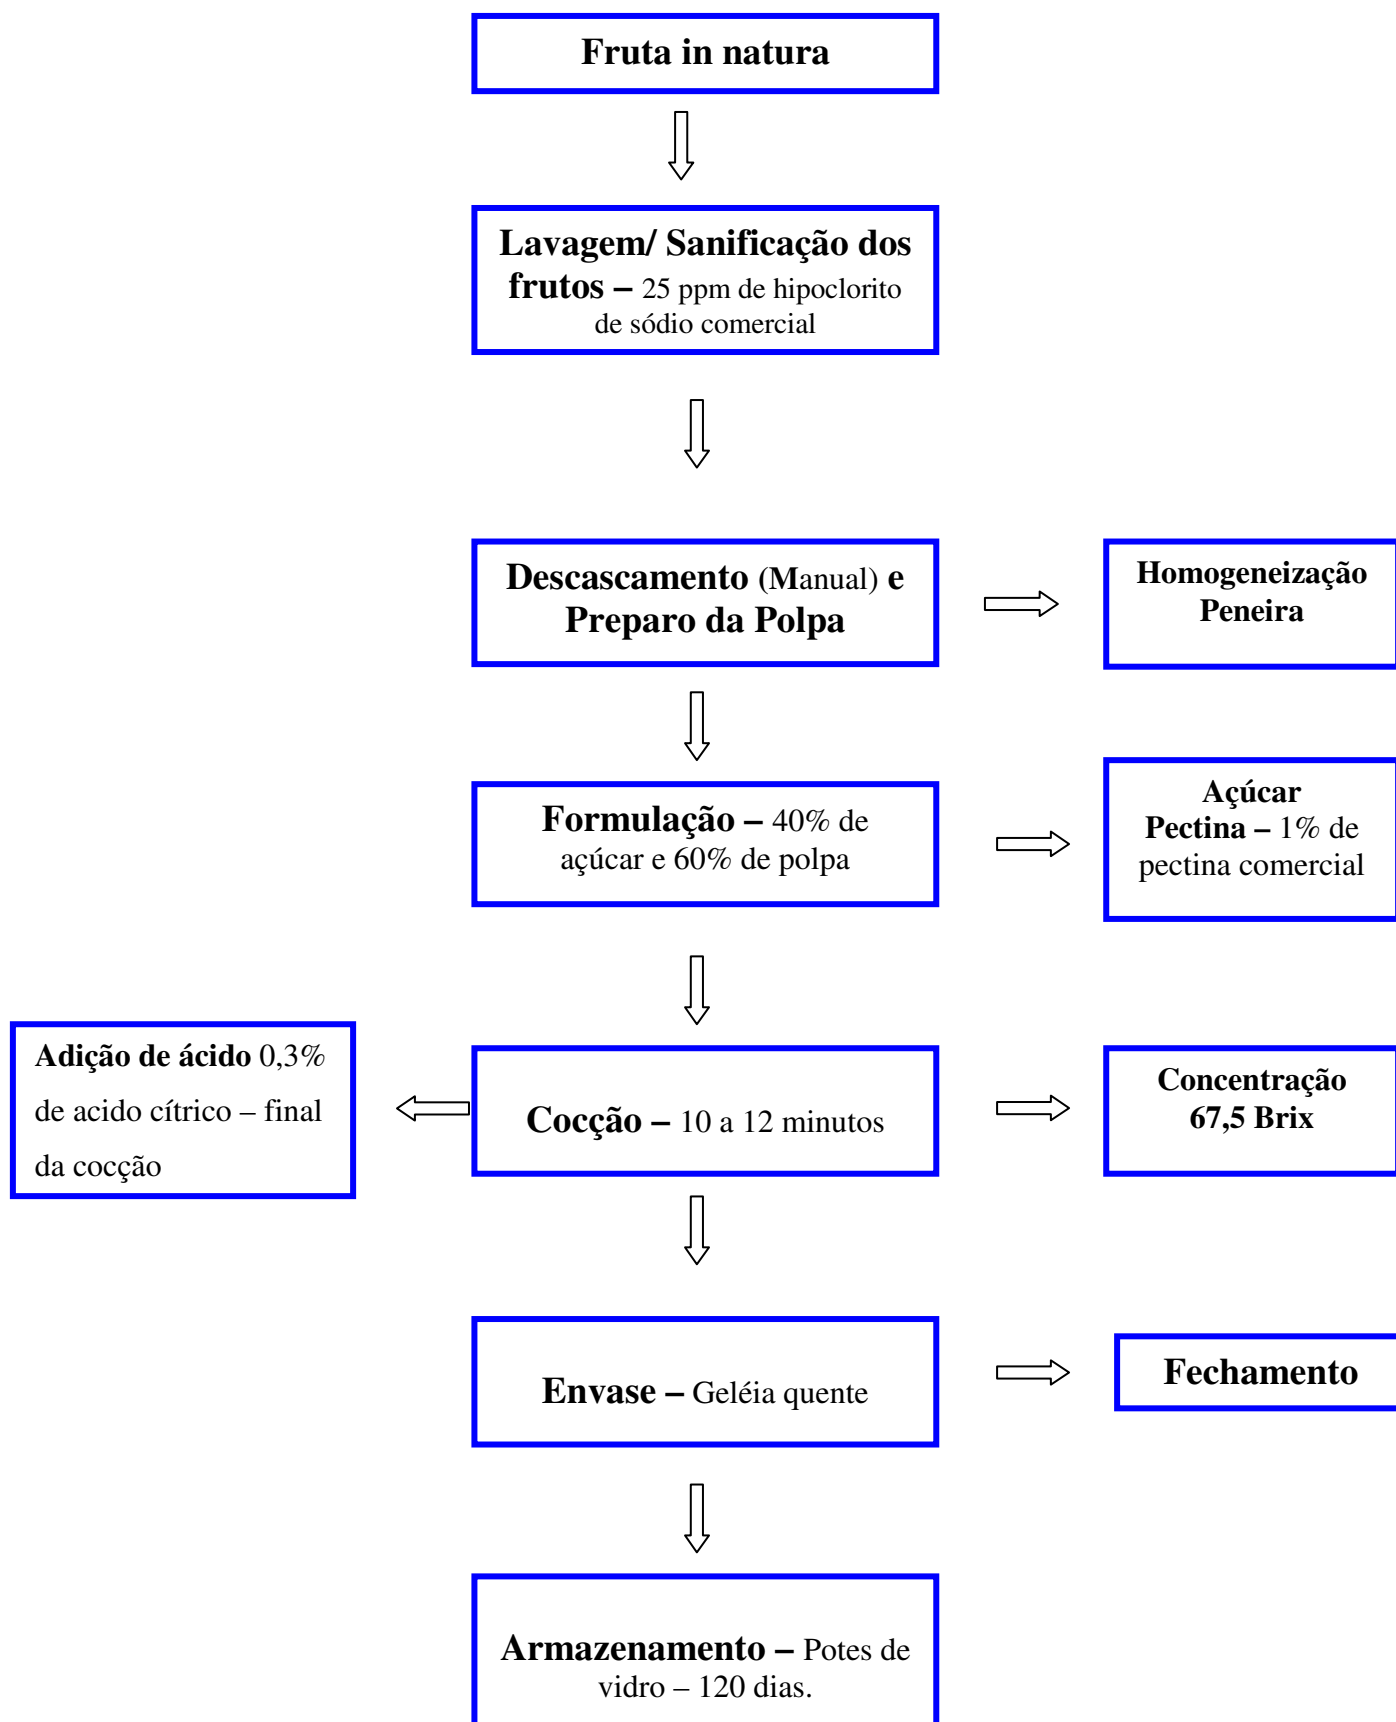 Fruta in natura
Lavagem/ Sanificação dos
frutos – 25 ppm de hipoclorito
de sódio comercial
Descascamento (Manual) e
Preparo da Polpa
Homogeneização
Peneira
Formulação – 40% de
açúcar e 60% de polpa
Açúcar
Pectina – 1% de
pectina comercial
Adição de ácido 0,3%
de acido cítrico – final
da cocção
Cocção – 10 a 12 minutos
Concentração
67,5 Brix
Envase – Geléia quente
Fechamento
Armazenamento – Potes de
vidro – 120 dias.